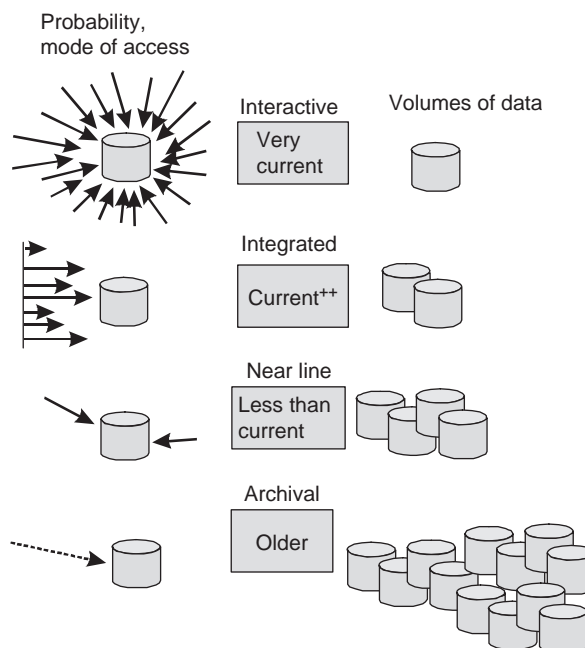 Probability,
mode of access
Interactive
Volumes of data
Very
current
Integrated
Current++
Near line
Less than
current
Archival
Older